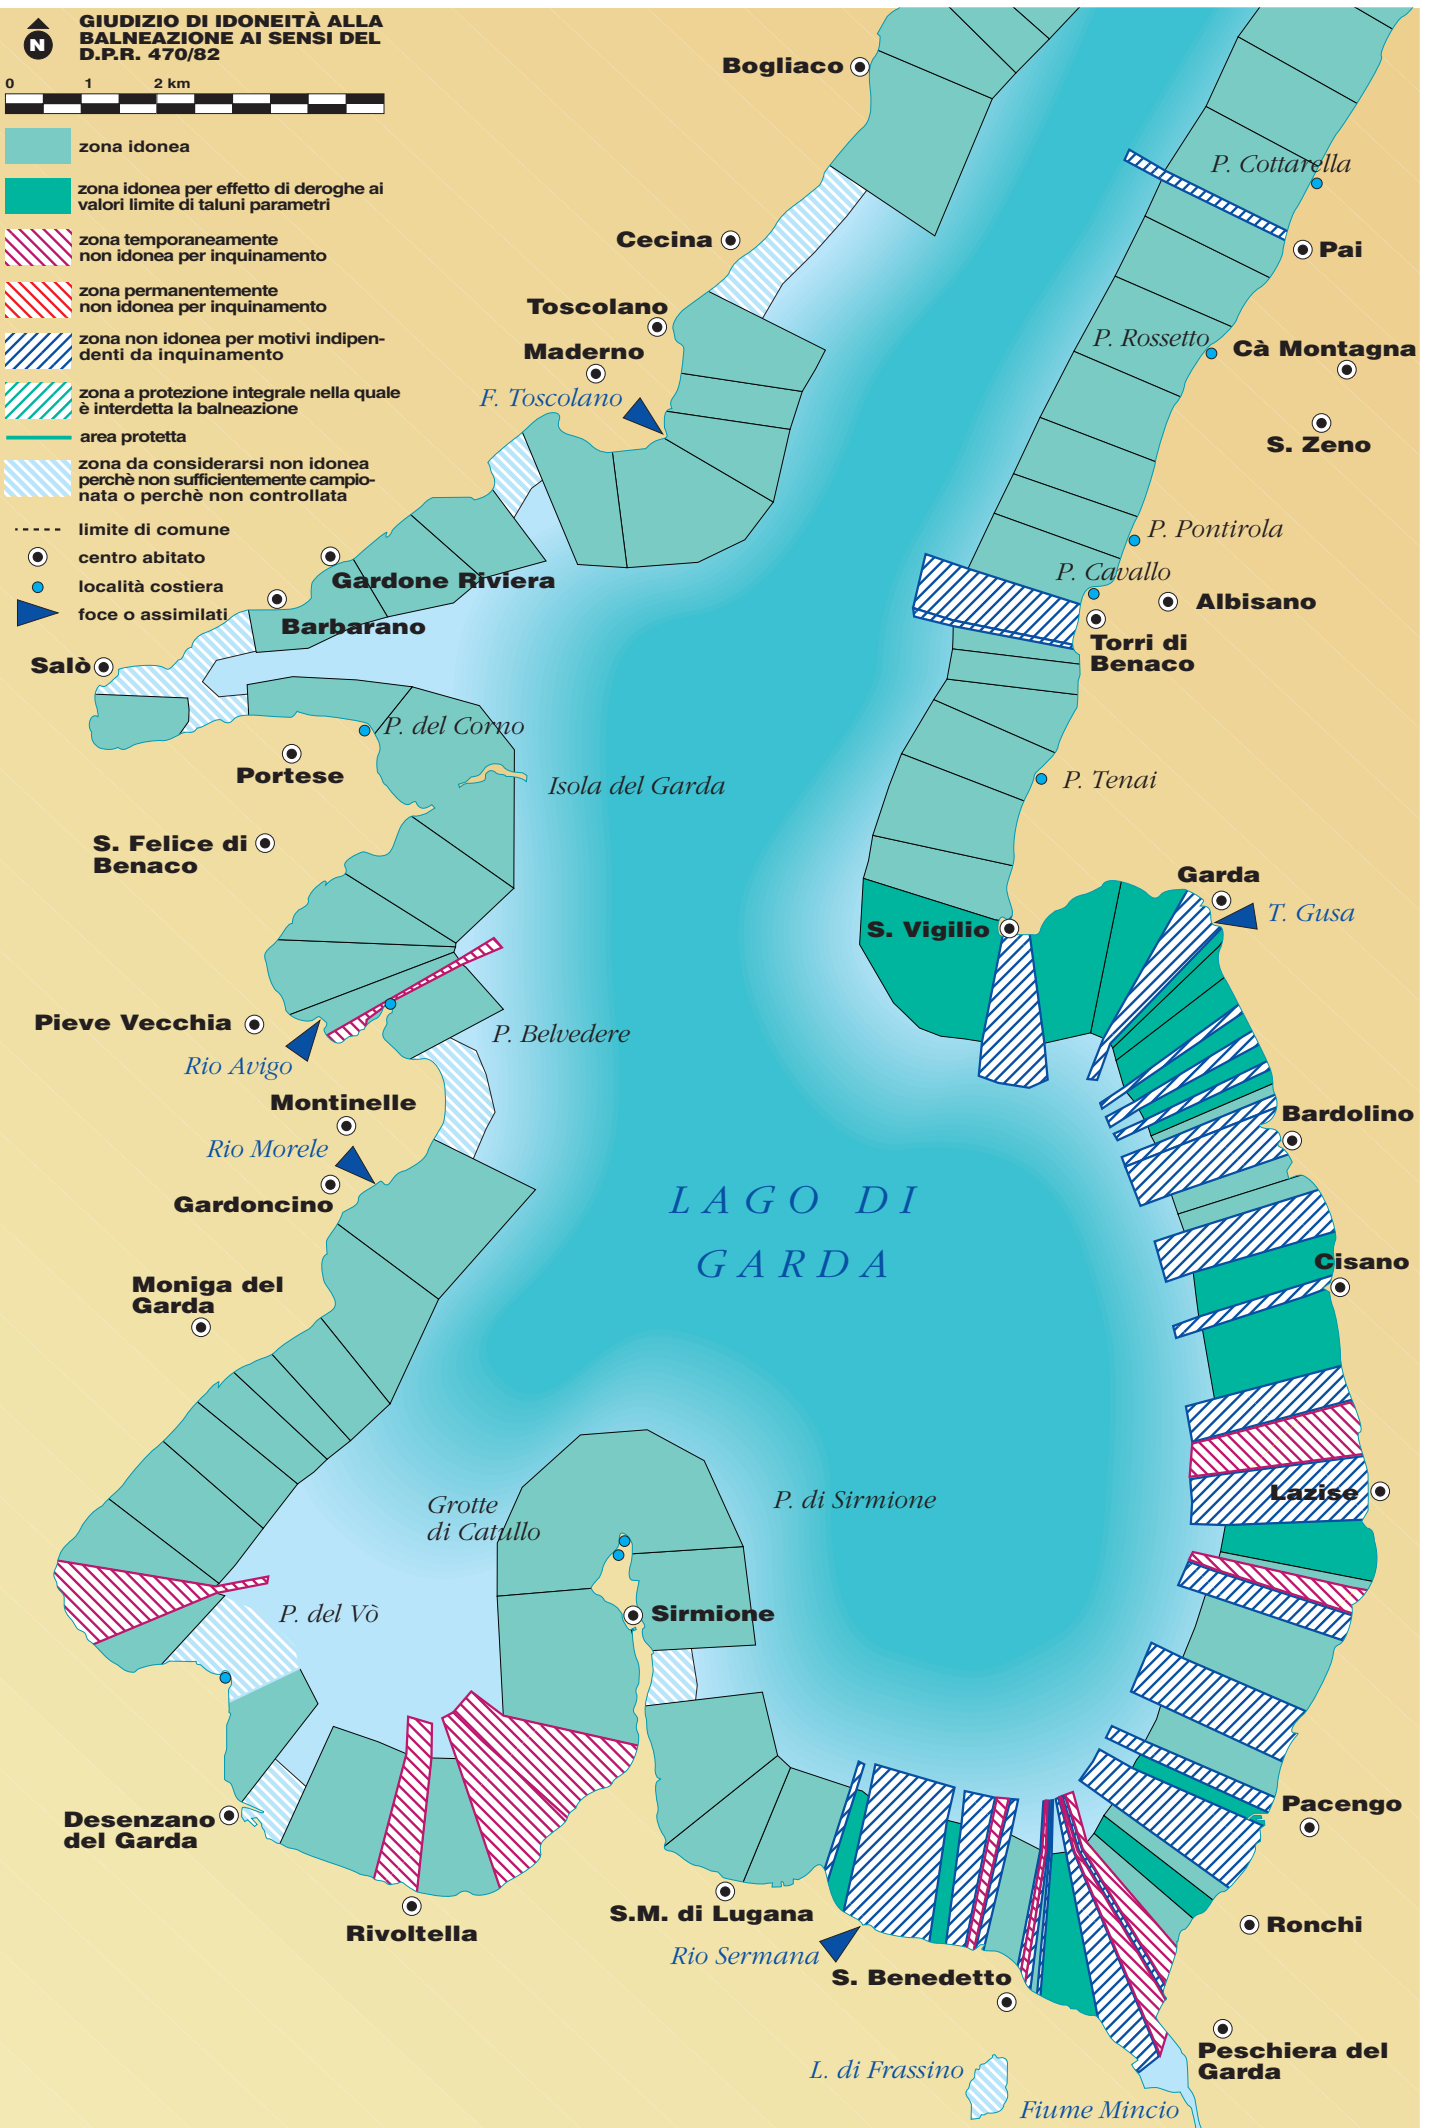 GIUDIZIO DI IDONEITÀ ALLA
BALNEAZIONE AI SENSI DEL
D.P.R. 470/82
N
0 1 2 km
zona idonea
zona idonea per effetto di deroghe ai
valori limite di taluni parametri
zona temporaneamente
non idonea per inquinamento
zona permanentemente
non idonea per inquinamento
zona non idonea per motivi indipen-
denti da inquinamento
zona a protezione integrale nella quale
è interdetta la balneazione
area protetta
zona da considerarsi non idonea
perchè non sufficientemente campio-
nata o perchè non controllata
limite di comune
centro abitato
località costiera
foce o assimilati
Bogliaco
P. Cottarella
Cecina
Pai
Toscolano
Maderno
P. Rossetto
Cà Montagna
F. Toscolano
S. Zeno
P. Pontirola
Gardone Riviera
P. Cavallo
Albisano
Barbarano
Torri di
Benaco
Salò
P. del Corno
Portese
Isola del Garda
P. Tenai
S. Felice di
Benaco
Garda
T. Gusa
S. Vigilio
Pieve Vecchia
P. Belvedere
Rio Avigo
Montinelle
Bardolino
Rio Morele
Gardoncino
LAGO DI
GARDA
Cisano
Moniga del
Garda
Lazise
Grotte
di Catullo
P. di Sirmione
P. del Vò
Sirmione
Desenzano
del Garda
Pacengo
Rivoltella
S.M. di Lugana
Ronchi
Rio Sermana
S. Benedetto
Peschiera del
Garda
L. di Frassino
Fiume Mincio